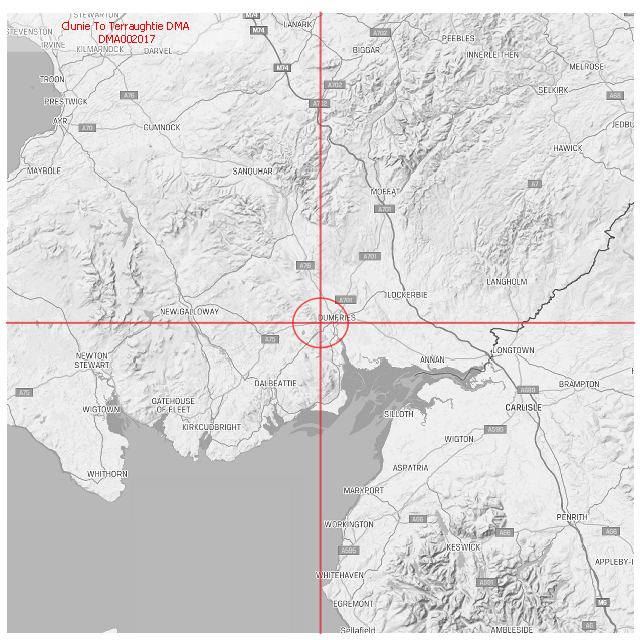 STEWARTON
M74
LANARK
Clunie To Terraughtie DMA
STEVENSTON
A702
PEEBLES
M74
DMA002017
IRVINE
KILMARNOCK
DARVEL
BIGGAR
INNERLEITHEN
M74
MELROSE
TROON
A702
SELKIRK
PRESTWICK
A76
A702
A68
AYR
A70
CUMNOCK
JEDBU
HAWICK
MAYBOLE
SANQUHAR
MOFFAT
A7
A701
A76
A701
LANGHOLM
A701
LOCKERBIE
NEW GALLOWAY
DUMFRIES
A75
LONGTOWN
NEWTON
STEWART
ANNAN
DALBEATTIE
BRAMPTON
A75
A689
GATEHOUSE
OF FLEET
WIGTOWN
CARLISLE
SILLOTH
KIRKCUDBRIGHT
A595
WIGTON
WHITHORN
ASPATRIA
MARYPORT
WORKINGTON
A66
PENRITH
A66
A66
A595
KESWICK
APPLEBY-I
WHITEHAVEN
A591
EGREMONT
M6
Sellafield
AMBLESIDE
A6